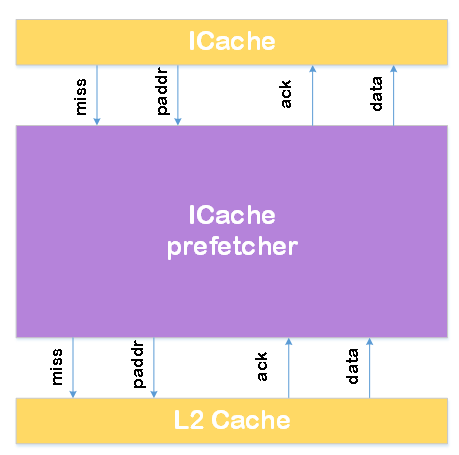 ICache
miss
paddr
ack
data
ICache
prefetcher
miss
paddr
ack
data
L2 Cache